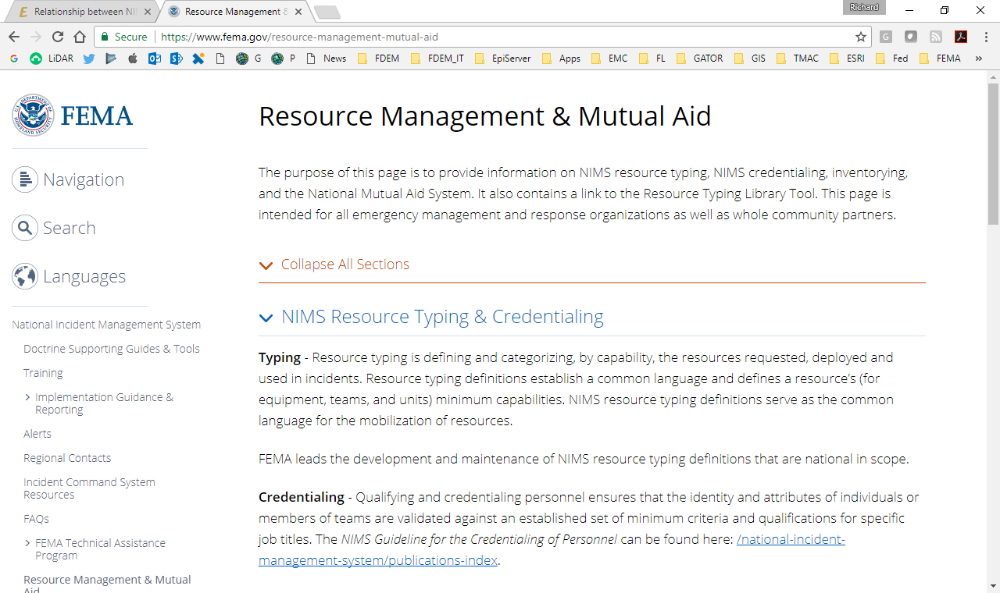 Relationship between NI
Resource Management &
Richard
Secure
https://www.fema.gov/resource-management-mutual-aid
G
LiDAR
G
P
News
FDEM
FDEM_IT
EpiServer
Apps
EMC
FL
GATOR
GIS
TMAC
ESRI
Fed
FEMA
»
FEMA
Navigation
Search
Languages
National Incident Management System
Doctrine Supporting Guides & Tools
Training
Implementation Guidance &
Reporting
Alerts
Regional Contacts
Incident Command System
Resources
FAQs
FEMA Technical Assistance
Program
Resource Management & Mutual
Aid
Resource Management & Mutual Aid
The purpose of this page is to provide information on NIMS resource typing, NIMS credentialing, inventorying,
and the National Mutual Aid System. It also contains a link to the Resource Typing Library Tool. This page is
intended for all emergency management and response organizations as well as whole community partners.
Collapse All Sections
NIMS Resource Typing & Credentialing
Typing - Resource typing is defining and categorizing, by capability, the resources requested, deployed and
used in incidents. Resource typing definitions establish a common language and defines a resource’s (for
equipment, teams, and units) minimum capabilities. NIMS resource typing definitions serve as the common
language for the mobilization of resources.
FEMA leads the development and maintenance of NIMS resource typing definitions that are national in scope.
Credentialing - Qualifying and credentialing personnel ensures that the identity and attributes of individuals or
members of teams are validated against an established set of minimum criteria and qualifications for specific
job titles. The NIMS Guideline for the Credentialing of Personnel can be found here: /national-incident-
management-system/publications-index.